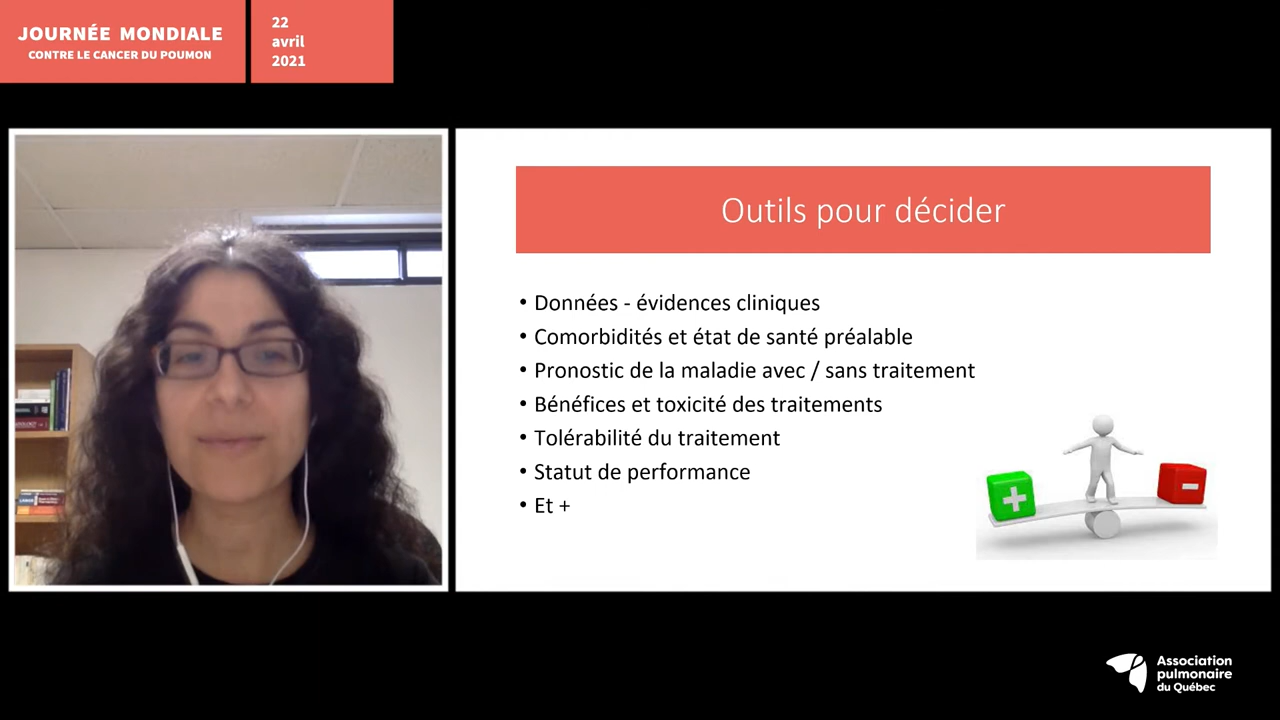 JOURNÉE MONDIALE
CONTRE LE CANCER DU POUMON
22
avril
2021
Outils pour décider
• Données - évidences cliniques
• Comorbidités et état de santé préalable
• Pronostic de la maladie avec / sans traitement
• Bénéfices et toxicité des traitements
• Tolérabilité du traitement
• Statut de performance
• Et +
Association
pulmonaire
du Québec